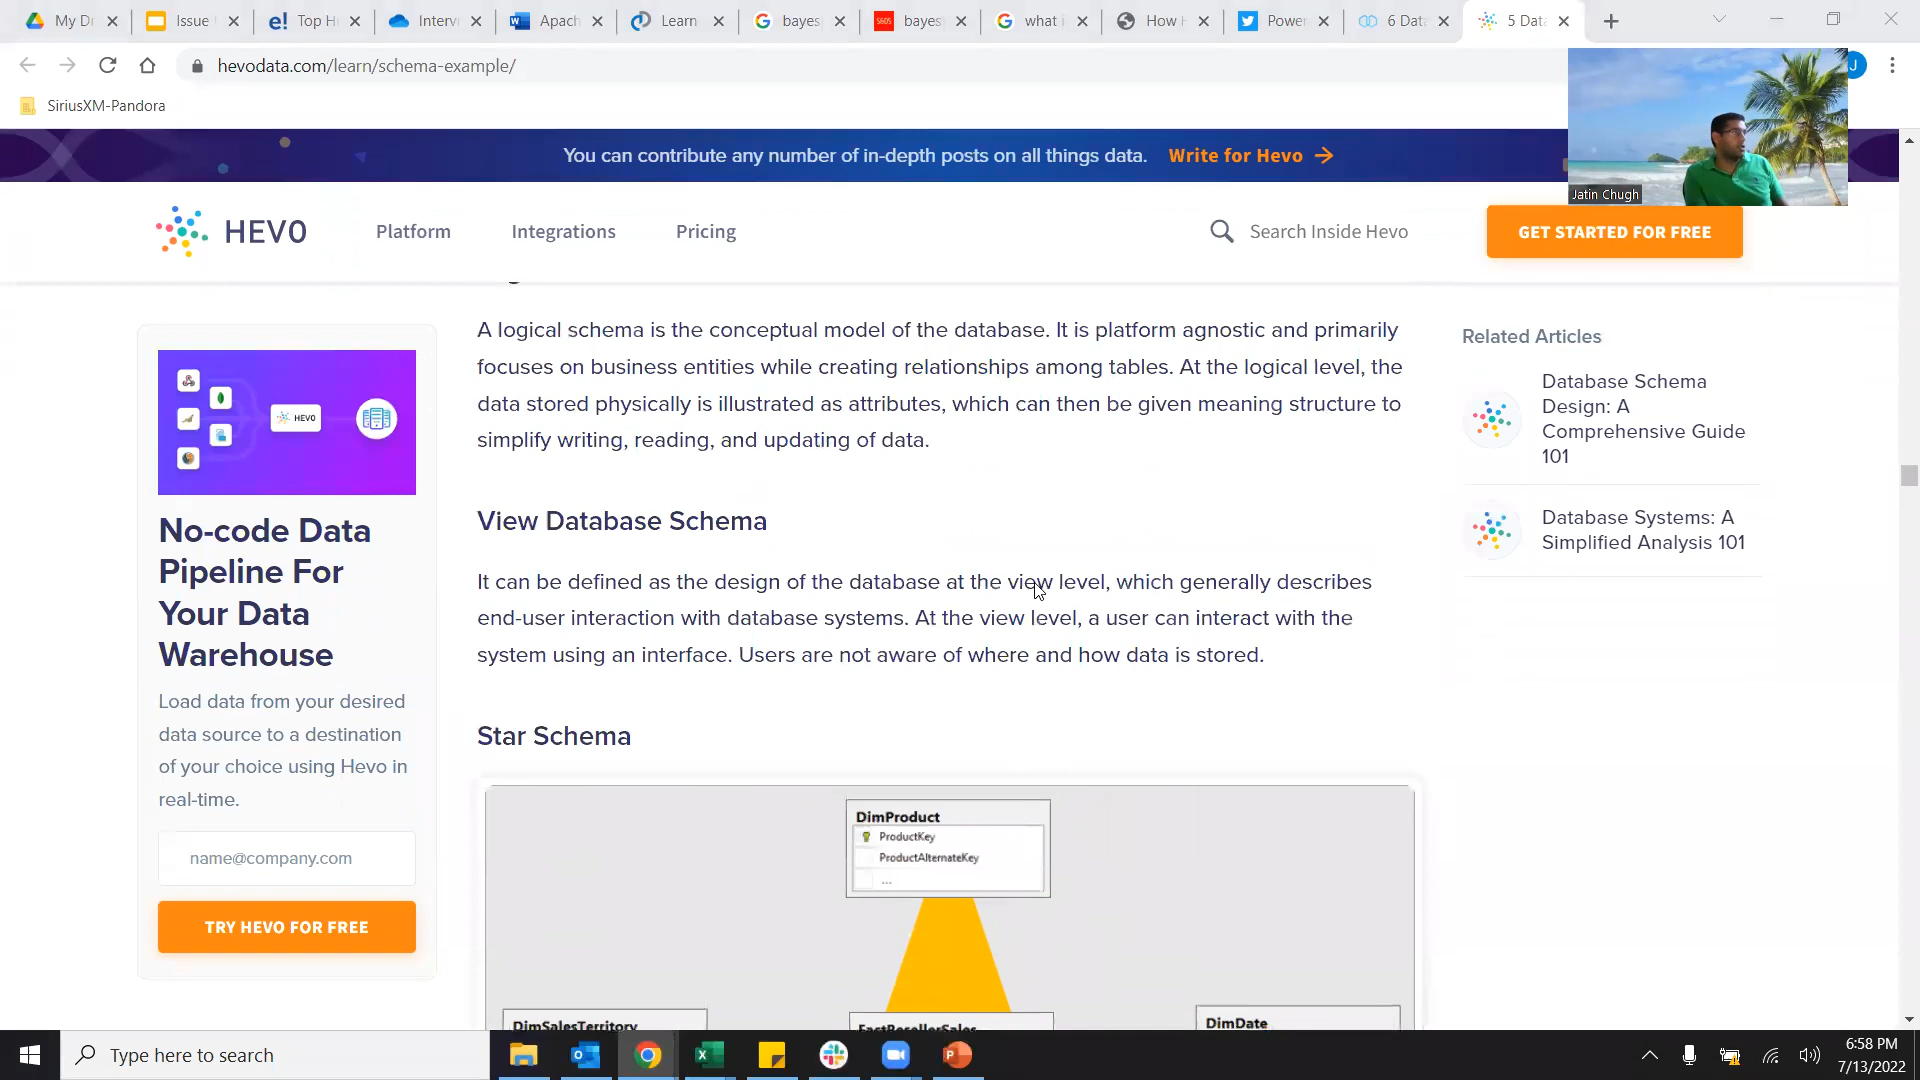 My Dr
Issue
Top H
Interv
Apach
Learn
bayes
bayes
what i
How H
Power
6 Data
5 Data
hevodata.com/learn/schema-example/
J
SiriusXM-Pandora
You can contribute any number of in-depth posts on all things data. Write for Hevo →
Jatin Chugh
HEVO
Platform
Integrations
Pricing
Search Inside Hevo
GET STARTED FOR FREE
HEVO
No-code Data
Pipeline For
Your Data
Warehouse
Load data from your desired
data source to a destination
of your choice using Hevo in
real-time.
name@company.com
TRY HEVO FOR FREE
A logical schema is the conceptual model of the database. It is platform agnostic and primarily
focuses on business entities while creating relationships among tables. At the logical level, the
data stored physically is illustrated as attributes, which can then be given meaning structure to
simplify writing, reading, and updating of data.
View Database Schema
It can be defined as the design of the database at the view level, which generally describes
end-user interaction with database systems. At the view level, a user can interact with the
system using an interface. Users are not aware of where and how data is stored.
Star Schema
DimProduct
ProductKey
ProductAlternateKey
...
DimSalesTerritory
FactResellerSales
DimDate
Related Articles
Database Schema
Design: A
Comprehensive Guide
101
Database Systems: A
Simplified Analysis 101
Type here to search
6:58 PM
7/13/2022